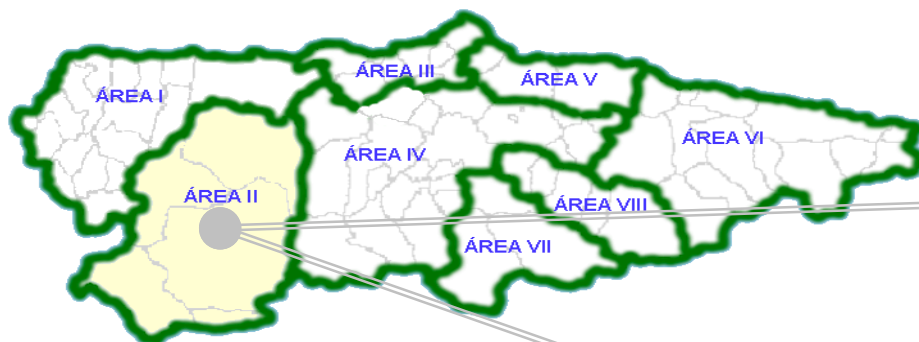 ÁREA I
ÁREA II
ÁREA III
ÁREA IV
ÁREA V
ÁREA VI
ÁREA VII
ÁREA VIII